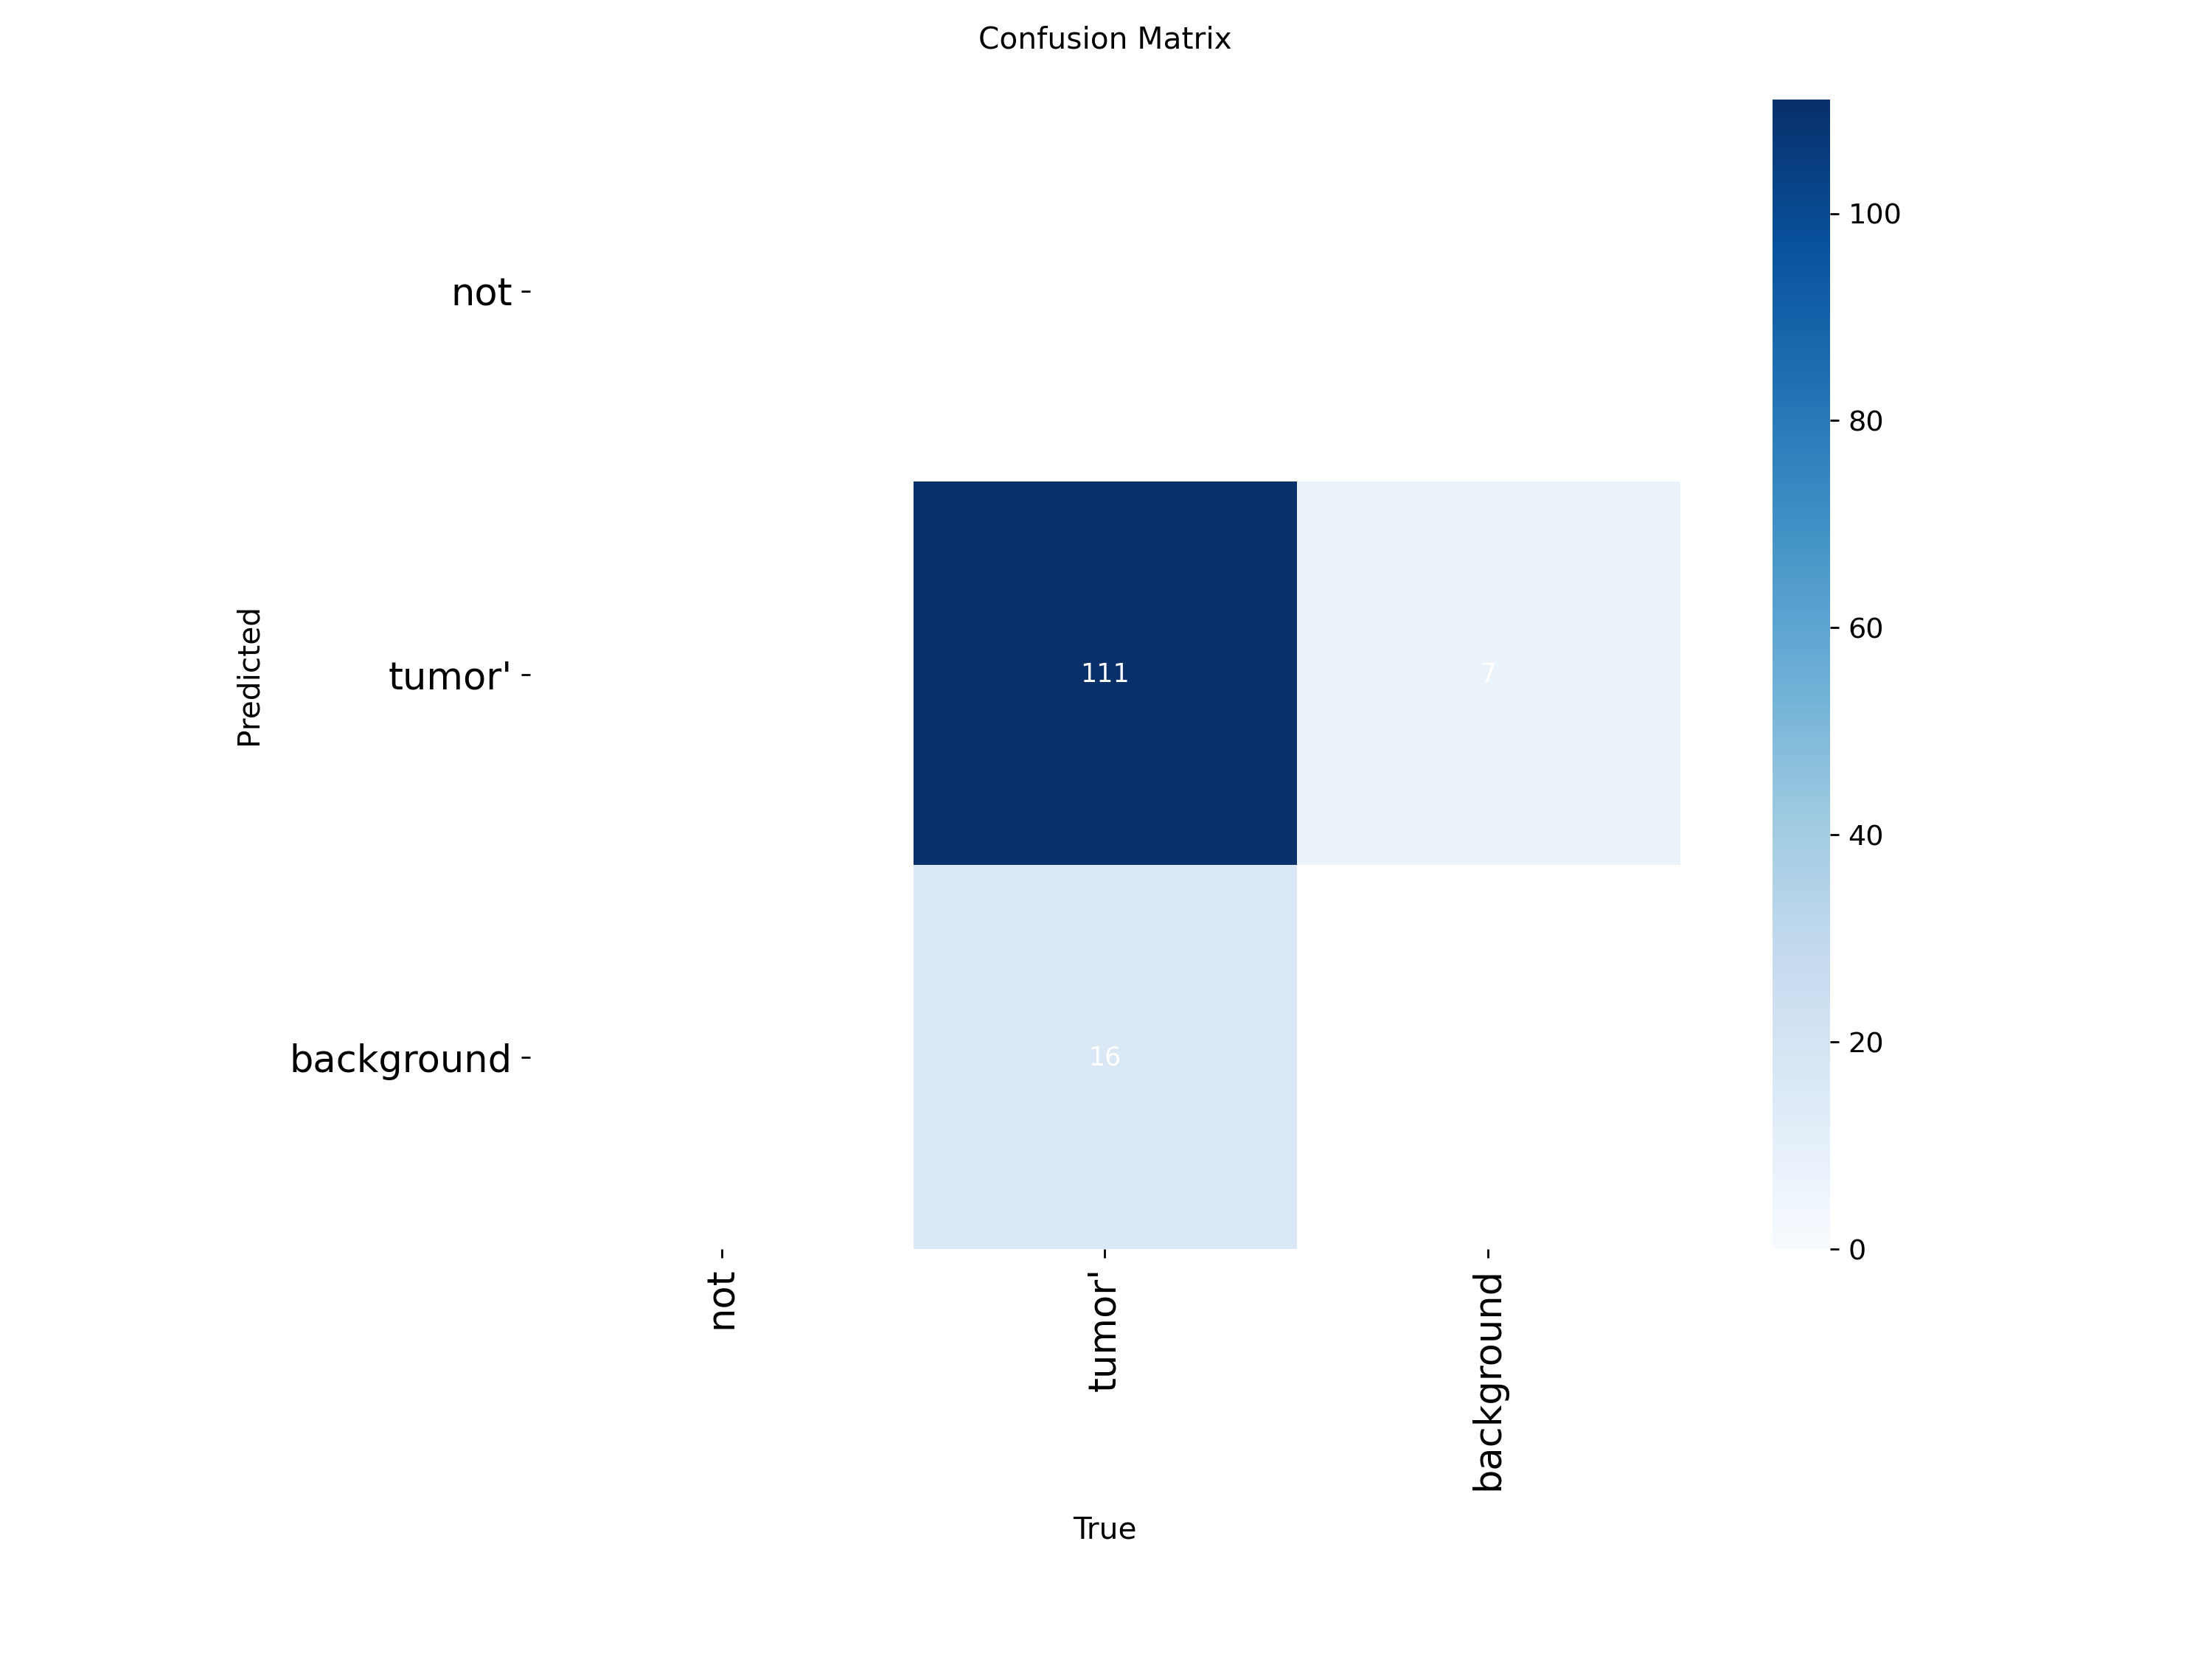 Confusion Matrix
not
tumor'
background
Predicted
111
7
16
not
tumor'
background
True
100
80
60
40
20
0